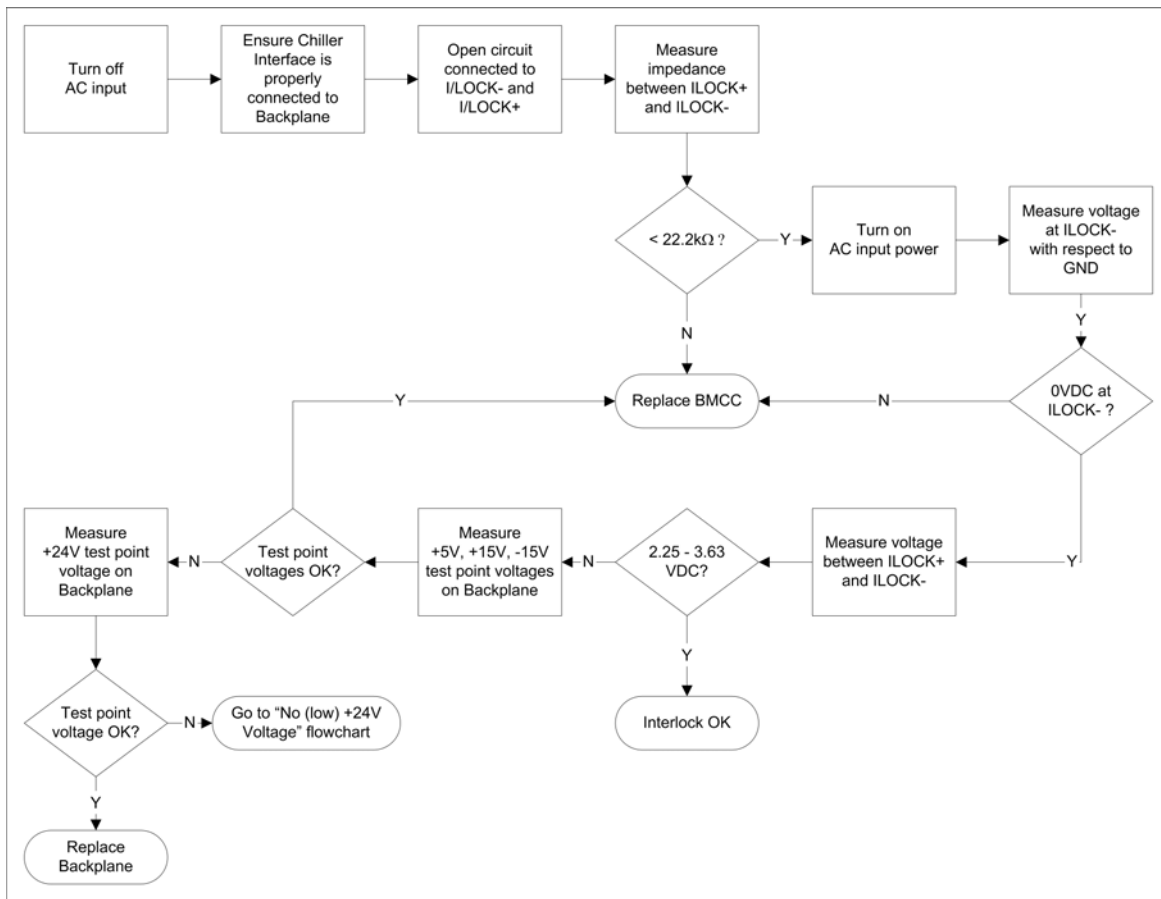 Turn off
AC input
Ensure Chiller
Interface is
properly
connected to
Backplane
Open circuit
connected to
I/LOCK- and
I/LOCK+
Measure
impedance
between ILOCK+
and ILOCK-
< 22.2kΩ ?
Y
Turn on
AC input power
Measure voltage
at ILOCK-
with respect to
GND
N
Y
Replace BMCC
Y
N
0VDC at
ILOCK- ?
Measure
+24V test point
voltage on
Backplane
N
Test point
voltages OK?
Measure
+5V, +15V, -15V
test point voltages
on Backplane
N
2.25 - 3.63
VDC?
Measure voltage
between ILOCK+
and ILOCK-
Y
Y
Test point
voltage OK?
N
Go to “No (low) +24V
Voltage” flowchart
Interlock OK
Y
Replace
Backplane